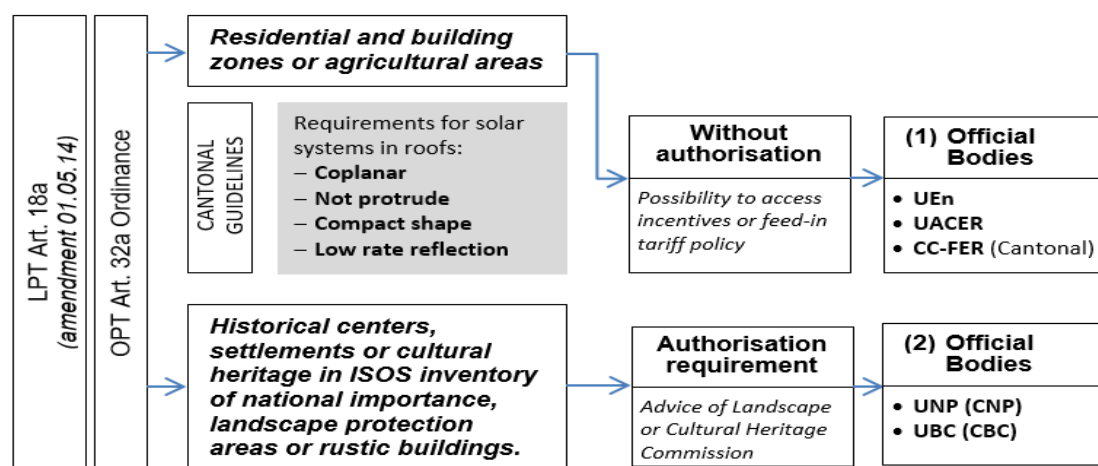 LPT Art. 18a
(amendment 01.05.14)
OPT Art. 32a Ordinance
Residential and building
zones or agricultural areas
CANTONAL
GUIDELINES
Requirements for solar
systems in roofs:
– Coplanar
– Not protrude
– Compact shape
– Low rate reflection
Without
authorisation
Possibility to access
incentives or feed-in
tariff policy
(1) Official
Bodies
• UEn
• UACER
• CC-FER (Cantonal)
Historical centers,
settlements or cultural
heritage in ISOS inventory
of national importance,
landscape protection
areas or rustic buildings.
Authorisation
requirement
Advice of Landscape
or Cultural Heritage
Commission
(2) Official
Bodies
• UNP (CNP)
• UBC (CBC)